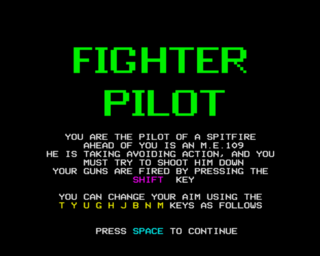 FIGHTER
PILOT
YOU ARE THE PILOT OF A SPITFIRE
AHEAD OF YOU IS AN M.E.109
HE IS TAKING AVOIDING ACTION, AND YOU
MUST TRY TO SHOOT HIM DOWN
YOUR GUNS ARE FIRED BY PRESSING THE
SHIFT KEY
YOU CAN CHANGE YOUR AIM USING THE
T Y U G H J B N M KEYS AS FOLLOWS
PRESS SPACE TO CONTINUE